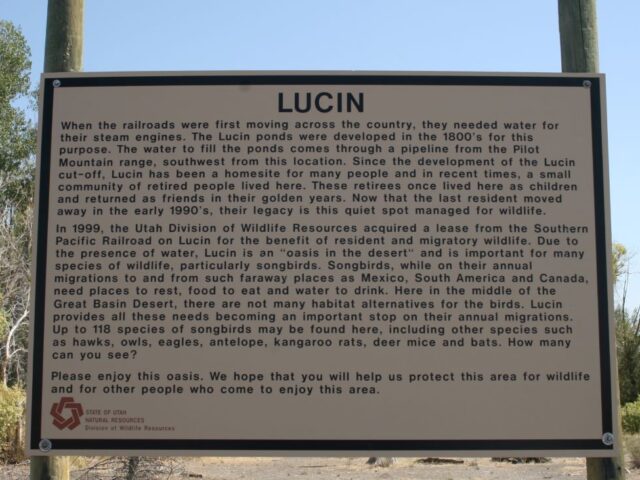 LUCIN
When the railroads were first moving across the country, they needed water for
their steam engines. The Lucin ponds were developed in the 1800's for this
purpose. The water to fill the ponds comes through a pipeline from the Pilot
Mountain range, southwest from this location. Since the development of the Lucin
cut-off, Lucin has been a homesite for many people and in recent times, a small
community of retired people lived here. These retirees once lived here as children
and returned as friends in their golden years. Now that the last resident moved
away in the early 1990's, their legacy is this quiet spot managed for wildlife.
In 1999, the Utah Division of Wildlife Resources acquired a lease from the Southern
Pacific Railroad on Lucin for the benefit of resident and migratory wildlife. Due to
the presence of water, Lucin is an "oasis in the desert" and is important for many
species of wildlife, particularly songbirds. Songbirds, while on their annual
migrations to and from such faraway places as Mexico, South America and Canada,
need places to rest, food to eat and water to drink. Here in the middle of the
Great Basin Desert, there are not many habitat alternatives for the birds. Lucin
provides all these needs becoming an important stop on their annual migrations.
Up to 118 species of songbirds may be found here, including other species such
as hawks, owls, eagles, antelope, kangaroo rats, deer mice and bats. How many
can you see?
Please enjoy this oasis. We hope that you will help us protect this area for wildlife
and for other people who come to enjoy this area.
STATE OF UTAH
NATURAL RESOURCES
Division of Wildlife Resources